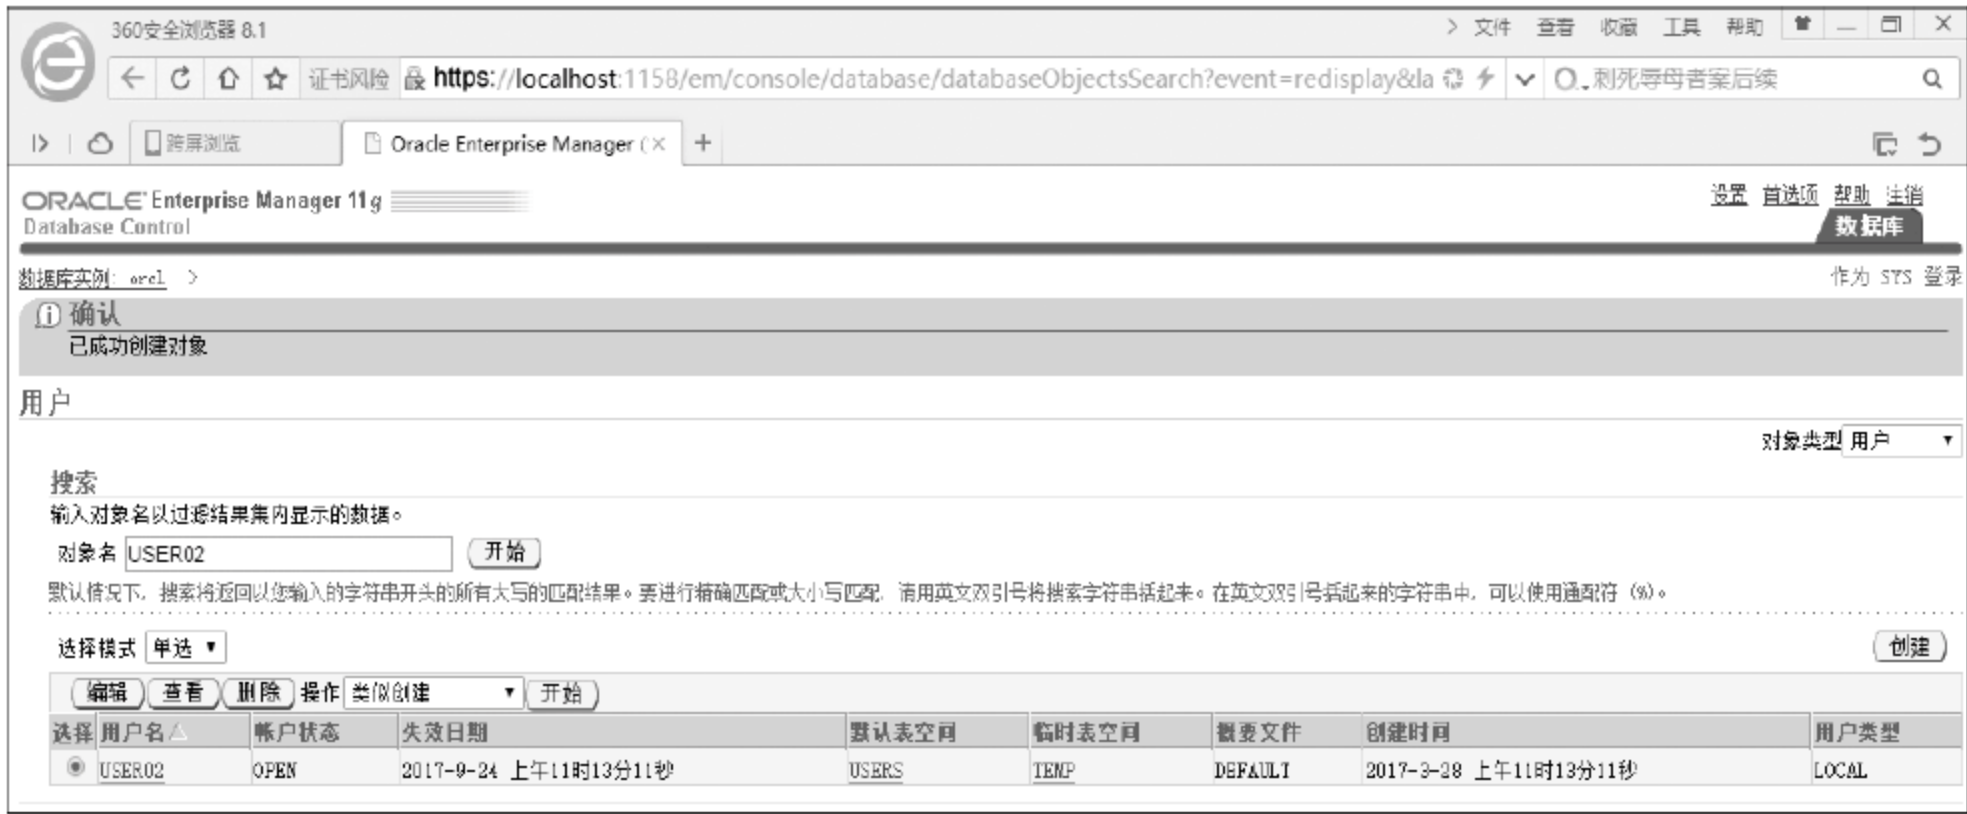 360安全浏览器 8.1
> 文件 查看 收藏 工具 帮助
证书风险 https://localhost:1158/em/console/database/databaseObjectsSearch?event=redisplay&la 刺死辱母者案后续
跨屏浏览 Oracle Enterprise Manager (
ORACLE Enterprise Manager 11g
Database Control
设置 首选项 帮助 注销
数据库
数据库实例: orcl >
作为 SYS 登录
确认
已成功创建对象
用户
对象类型 用户
搜索
输入对象名以过滤结果集内显示的数据。
对象名 USER02 开始
默认情况下, 搜索将返回以您输入的字符串开头的所有大写的匹配结果。要进行精确匹配或大小写匹配, 请用英文双引号将搜索字符串括起来。在英文双引号括起来的字符串中, 可以使用通配符 (%)。
选择模式 单选
创建
编辑 查看 删除 操作 类似创建 开始
选择 用户名 帐户状态 失效日期 默认表空间 临时表空间 概要文件 创建时间 用户类型
USER02 OPEN 2017-9-24 上午11时13分11秒 USERS TEMP DEFAULT 2017-3-28 上午11时13分11秒 LOCAL